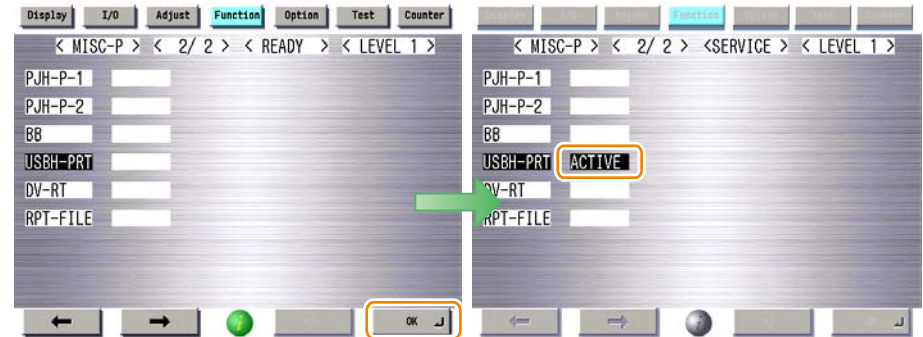 Display I/O Adjust Function Option Test Counter
< MISC-P > < 2/ 2 > < READY > < LEVEL 1 >
PJH-P-1
PJH-P-2
BB
USBH-PRT
DV-RT
RPT-FILE
OK
Display I/O Adjust Function Option Test Counter
< MISC-P > < 2/ 2 > <SERVICE > < LEVEL 1 >
PJH-P-1
PJH-P-2
BB
USBH-PRT ACTIVE
DV-RT
RPT-FILE